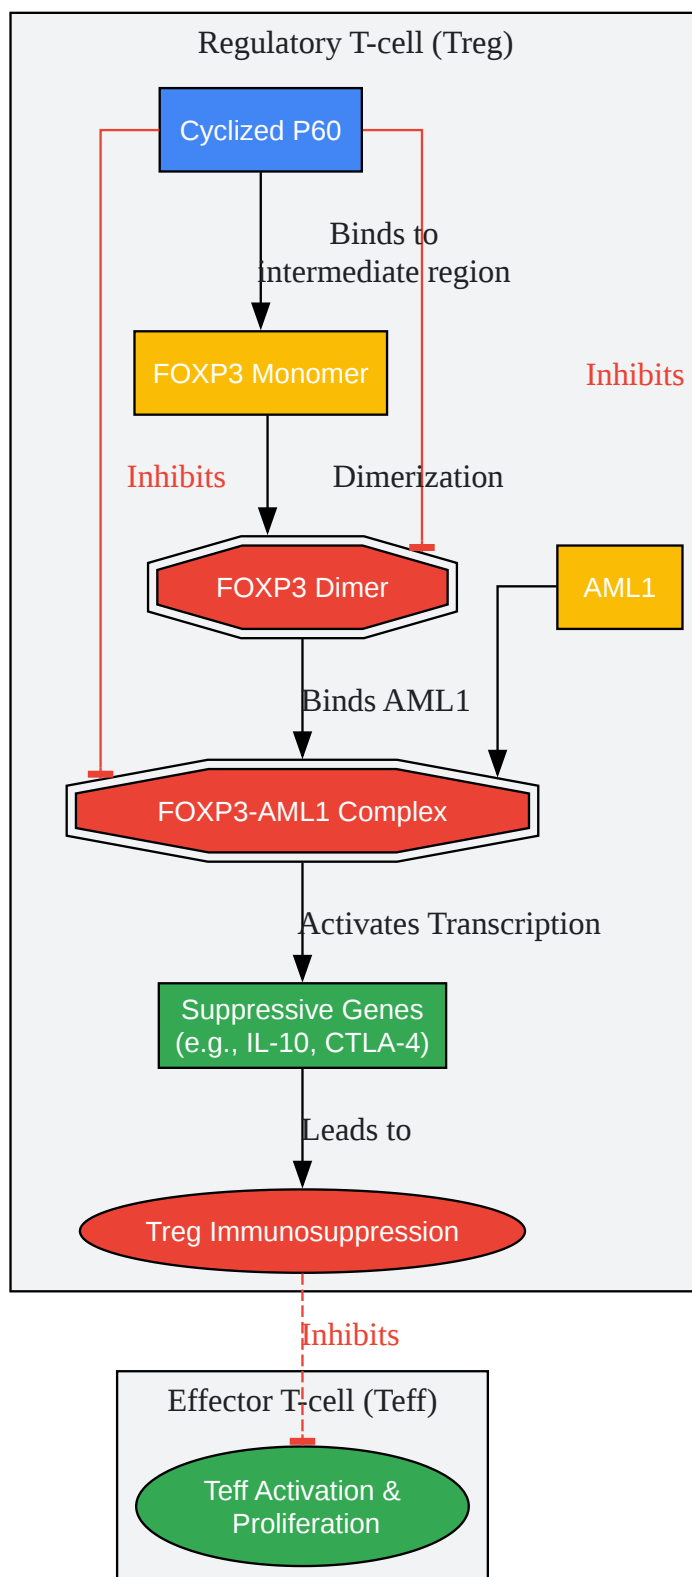 Regulatory T-cell (Treg)
Cyclized P60
Binds to
intermediate region
FOXP3 Monomer
Inhibits
Inhibits
Dimerization
FOXP3 Dimer
AML1
Binds AML1
FOXP3-AML1 Complex
Activates Transcription
Suppressive Genes
(e.g., IL-10, CTLA-4)
Leads to
Treg Immunosuppression
Inhibits
Effector T-cell (Teff)
Teff Activation &
Proliferation